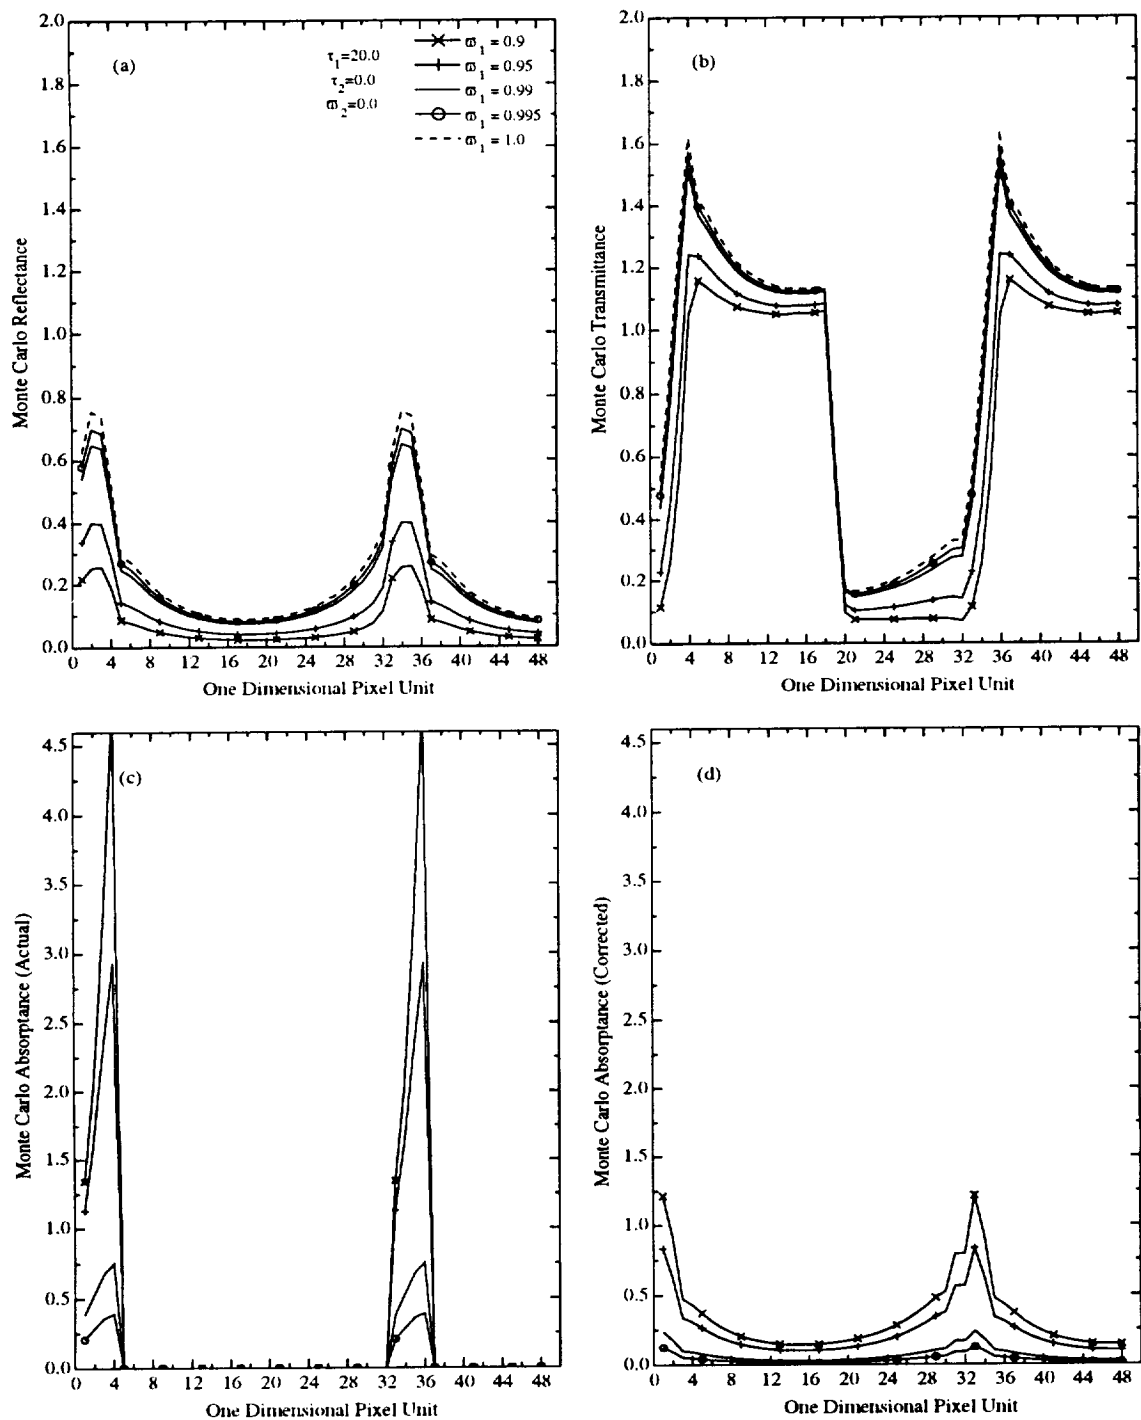 (a)
τ1=20.0
τ2=0.0
ϖ2=0.0
ϖ1 = 0.9
ϖ1 = 0.95
ϖ1 = 0.99
ϖ1 = 0.995
ϖ1 = 1.0
2.0
1.8
1.6
1.4
1.2
1.0
0.8
0.6
0.4
0.2
0.0
Monte Carlo Reflectance
0 4 8 12 16 20 24 28 32 36 40 44 48
One Dimensional Pixel Unit
(b)
2.0
1.8
1.6
1.4
1.2
1.0
0.8
0.6
0.4
0.2
0.0
Monte Carlo Transmittance
0 4 8 12 16 20 24 28 32 36 40 44 48
One Dimensional Pixel Unit
(c)
4.5
4.0
3.5
3.0
2.5
2.0
1.5
1.0
0.5
0.0
Monte Carlo Absorptance (Actual)
0 4 8 12 16 20 24 28 32 36 40 44 48
One Dimensional Pixel Unit
(d)
4.5
4.0
3.5
3.0
2.5
2.0
1.5
1.0
0.5
0.0
Monte Carlo Absorptance (Corrected)
0 4 8 12 16 20 24 28 32 36 40 44 48
One Dimensional Pixel Unit